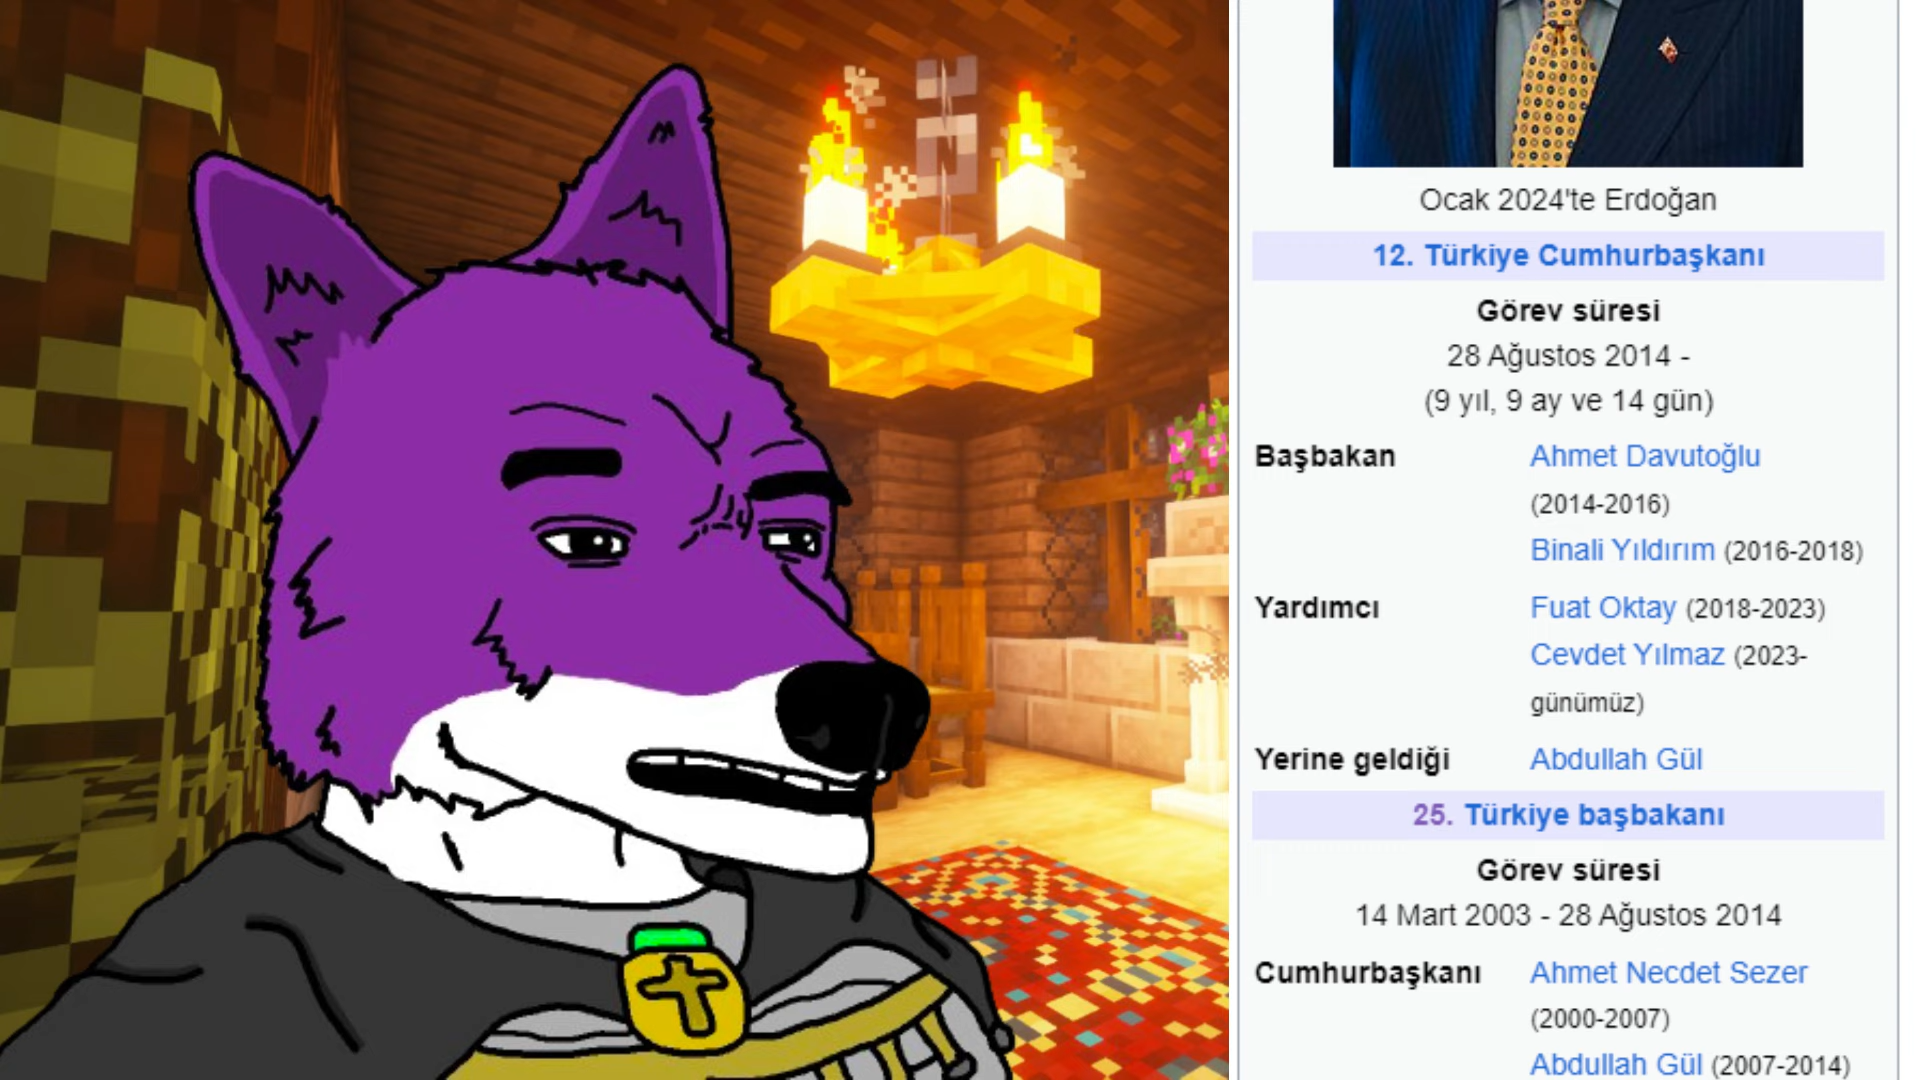 Ocak 2024'te Erdoğan
12. Türkiye Cumhurbaşkanı
Görev süresi
28 Ağustos 2014 -
(9 yıl, 9 ay ve 14 gün)
Başbakan Ahmet Davutoğlu
(2014-2016)
Binali Yıldırım (2016-2018)
Yardımcı Fuat Oktay (2018-2023)
Cevdet Yılmaz (2023-
günümüz)
Yerine geldiği Abdullah Gül
25. Türkiye başbakanı
Görev süresi
14 Mart 2003 - 28 Ağustos 2014
Cumhurbaşkanı Ahmet Necdet Sezer
(2000-2007)
Abdullah Gül (2007-2014)